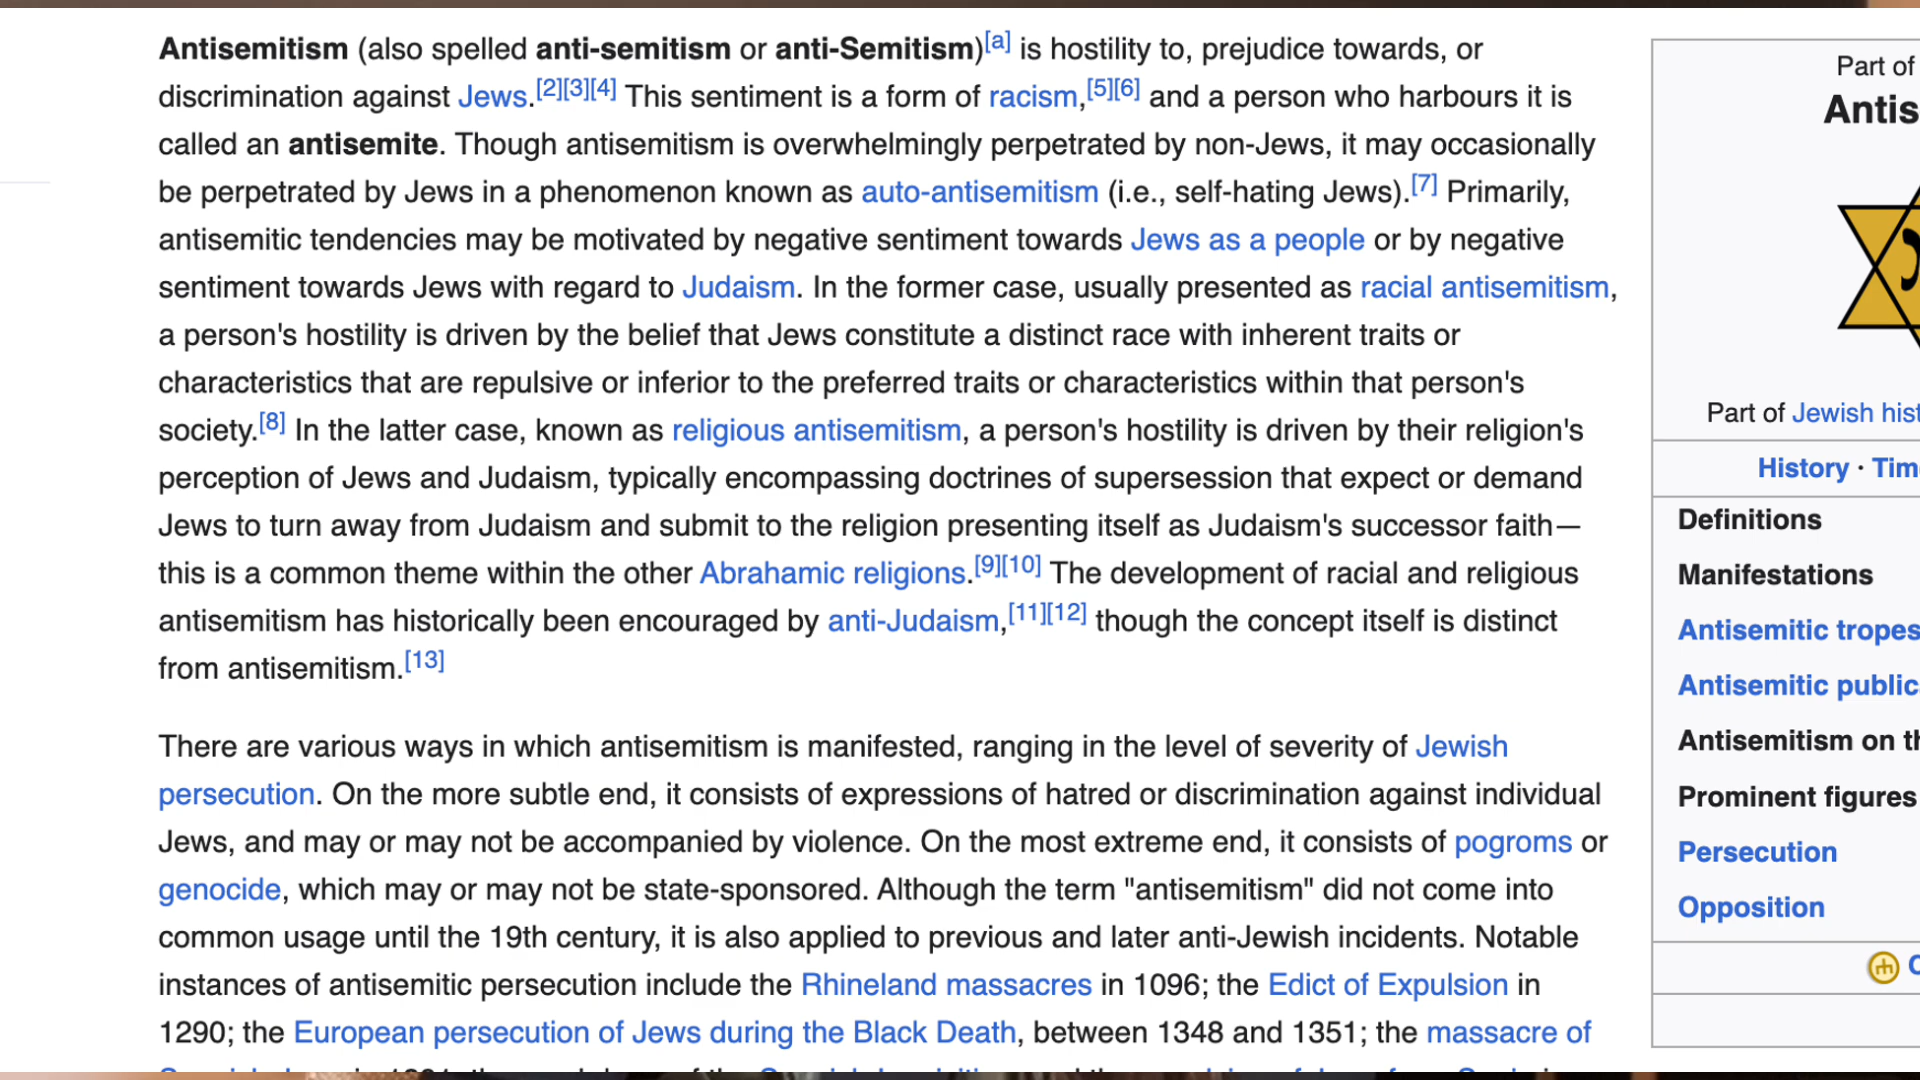 Antisemitism (also spelled anti-semitism or anti-Semitism)[a] is hostility to, prejudice towards, or
discrimination against Jews.[2][3][4] This sentiment is a form of racism,[5][6] and a person who harbours it is
called an antisemite. Though antisemitism is overwhelmingly perpetrated by non-Jews, it may occasionally
be perpetrated by Jews in a phenomenon known as auto-antisemitism (i.e., self-hating Jews).[7] Primarily,
antisemitic tendencies may be motivated by negative sentiment towards Jews as a people or by negative
sentiment towards Jews with regard to Judaism. In the former case, usually presented as racial antisemitism,
a person's hostility is driven by the belief that Jews constitute a distinct race with inherent traits or
characteristics that are repulsive or inferior to the preferred traits or characteristics within that person's
society.[8] In the latter case, known as religious antisemitism, a person's hostility is driven by their religion's
perception of Jews and Judaism, typically encompassing doctrines of supersession that expect or demand
Jews to turn away from Judaism and submit to the religion presenting itself as Judaism's successor faith—
this is a common theme within the other Abrahamic religions.[9][10] The development of racial and religious
antisemitism has historically been encouraged by anti-Judaism,[11][12] though the concept itself is distinct
from antisemitism.[13]
There are various ways in which antisemitism is manifested, ranging in the level of severity of Jewish
persecution. On the more subtle end, it consists of expressions of hatred or discrimination against individual
Jews, and may or may not be accompanied by violence. On the most extreme end, it consists of pogroms or
genocide, which may or may not be state-sponsored. Although the term "antisemitism" did not come into
common usage until the 19th century, it is also applied to previous and later anti-Jewish incidents. Notable
instances of antisemitic persecution include the Rhineland massacres in 1096; the Edict of Expulsion in
1290; the European persecution of Jews during the Black Death, between 1348 and 1351; the massacre of
Part of
Antis
Part of Jewish hist
History · Tim
Definitions
Manifestations
Antisemitic tropes
Antisemitic public
Antisemitism on th
Prominent figures
Persecution
Opposition